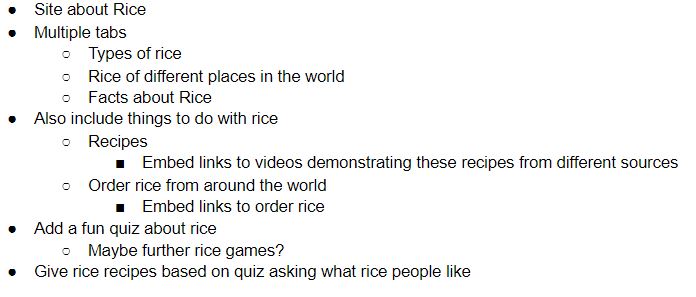 ● Site about Rice
● Multiple tabs
○ Types of rice
○ Rice of different places in the world
○ Facts about Rice
● Also include things to do with rice
○ Recipes
■ Embed links to videos demonstrating these recipes from different sources
○ Order rice from around the world
■ Embed links to order rice
● Add a fun quiz about rice
○ Maybe further rice games?
● Give rice recipes based on quiz asking what rice people like